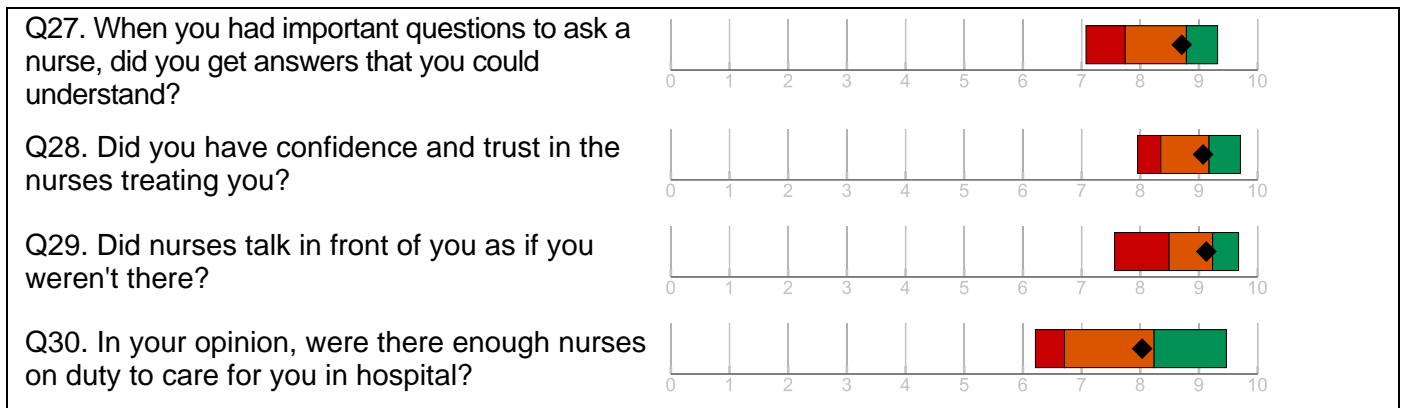 Q27. When you had important questions to ask a
nurse, did you get answers that you could
understand?
0 1 2 3 4 5 6 7 8 9 10
Q28. Did you have confidence and trust in the
nurses treating you?
0 1 2 3 4 5 6 7 8 9 10
Q29. Did nurses talk in front of you as if you
weren't there?
0 1 2 3 4 5 6 7 8 9 10
Q30. In your opinion, were there enough nurses
on duty to care for you in hospital?
0 1 2 3 4 5 6 7 8 9 10